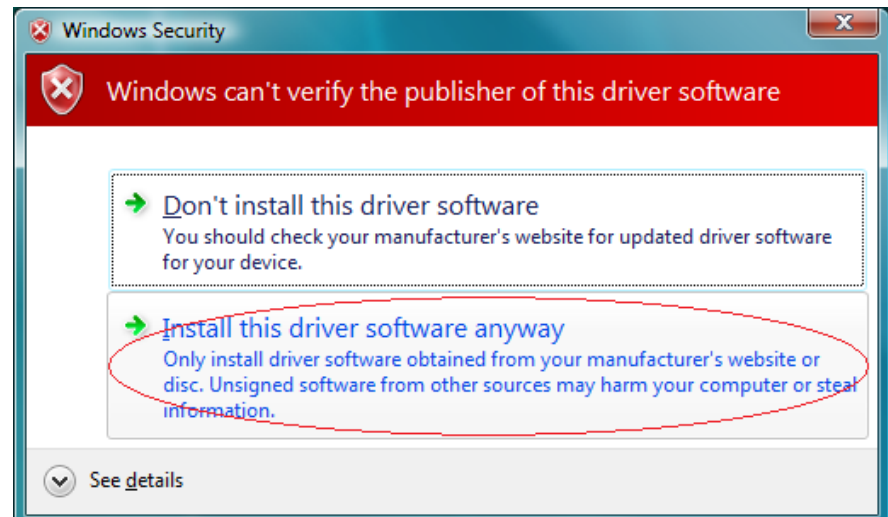 Windows Security
Windows can't verify the publisher of this driver software
Don't install this driver software
You should check your manufacturer's website for updated driver software
for your device.
Install this driver software anyway
Only install driver software obtained from your manufacturer's website or
disc. Unsigned software from other sources may harm your computer or steal
information.
See details